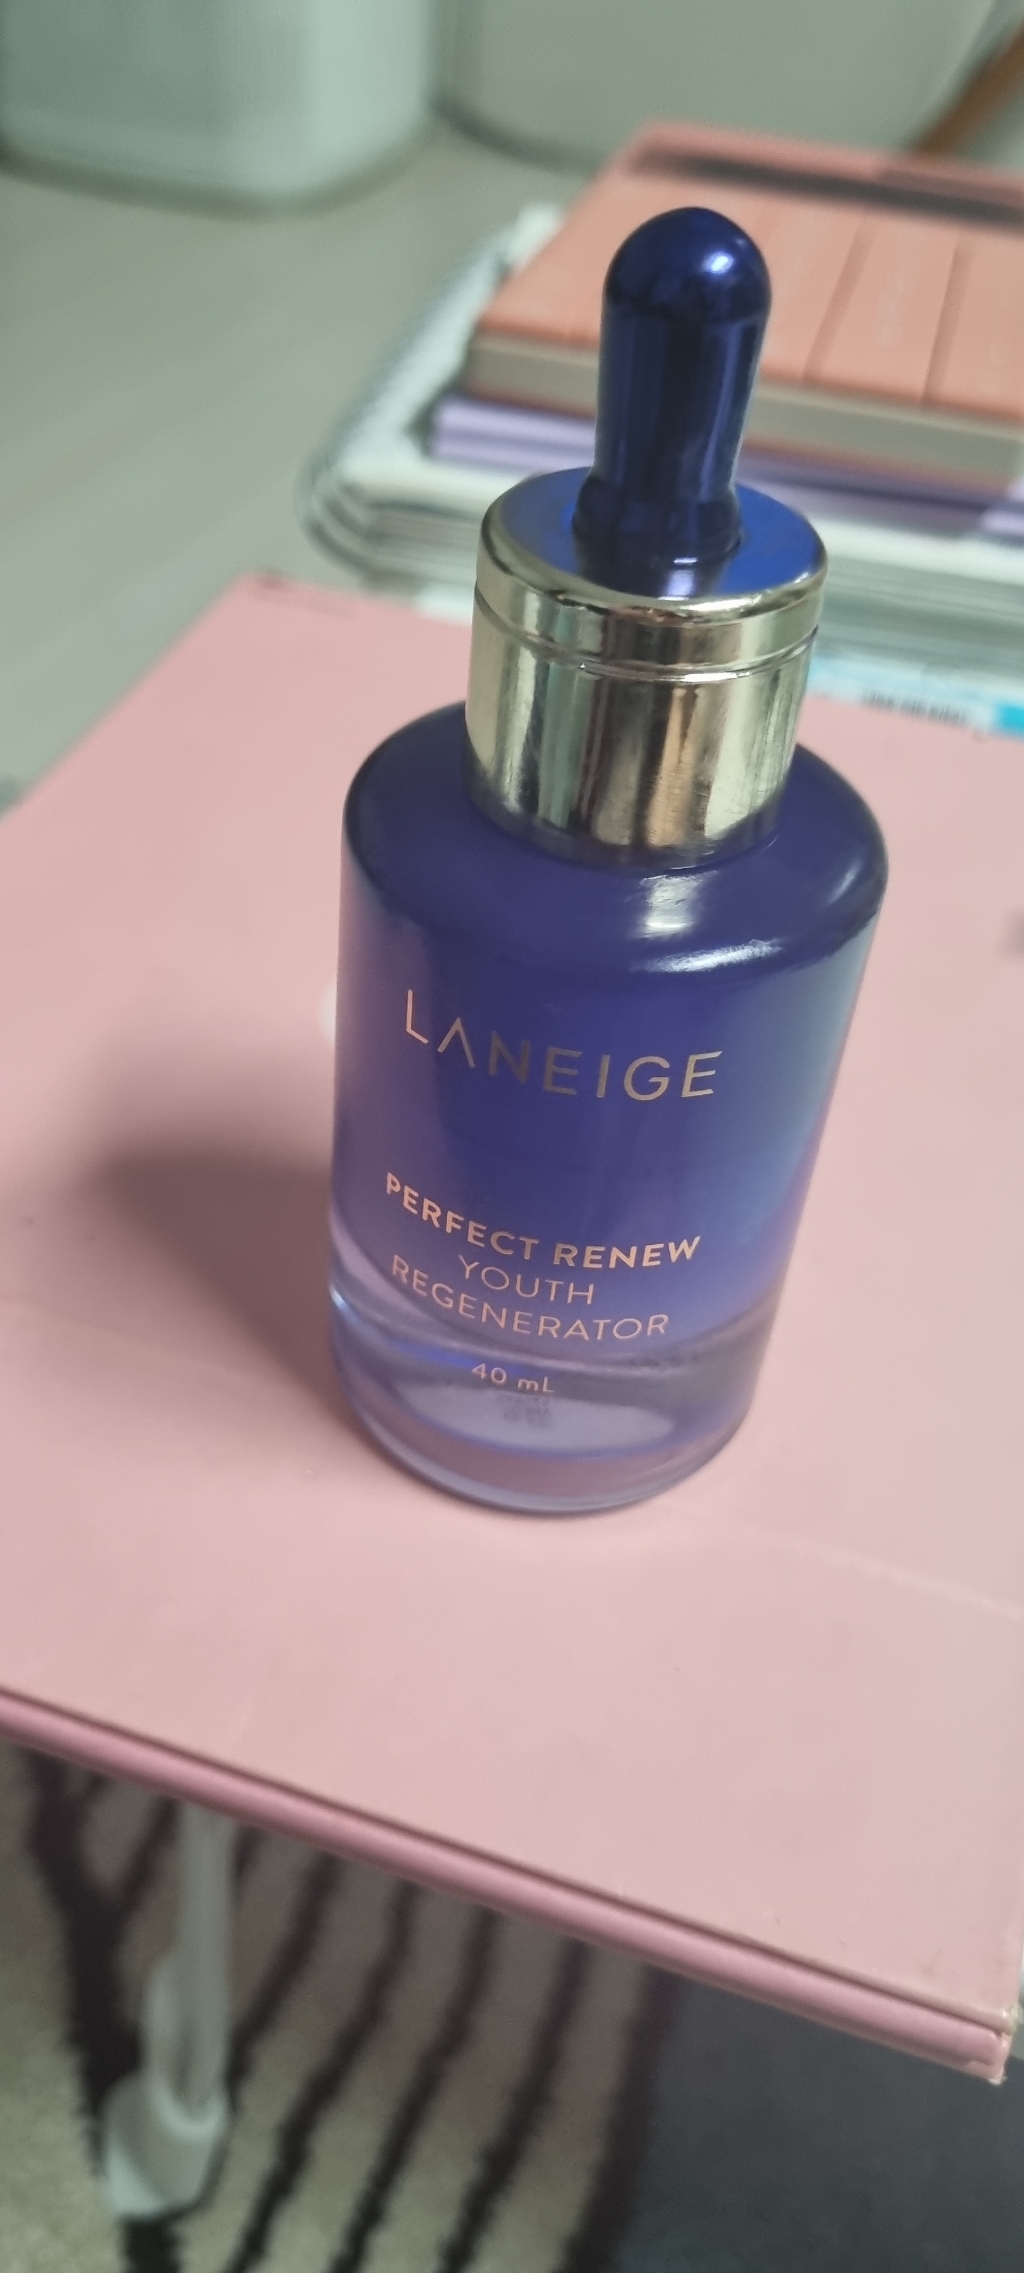 LANEIGE
PERFECT RENEW
YOUTH
REGENERATOR
40 mL